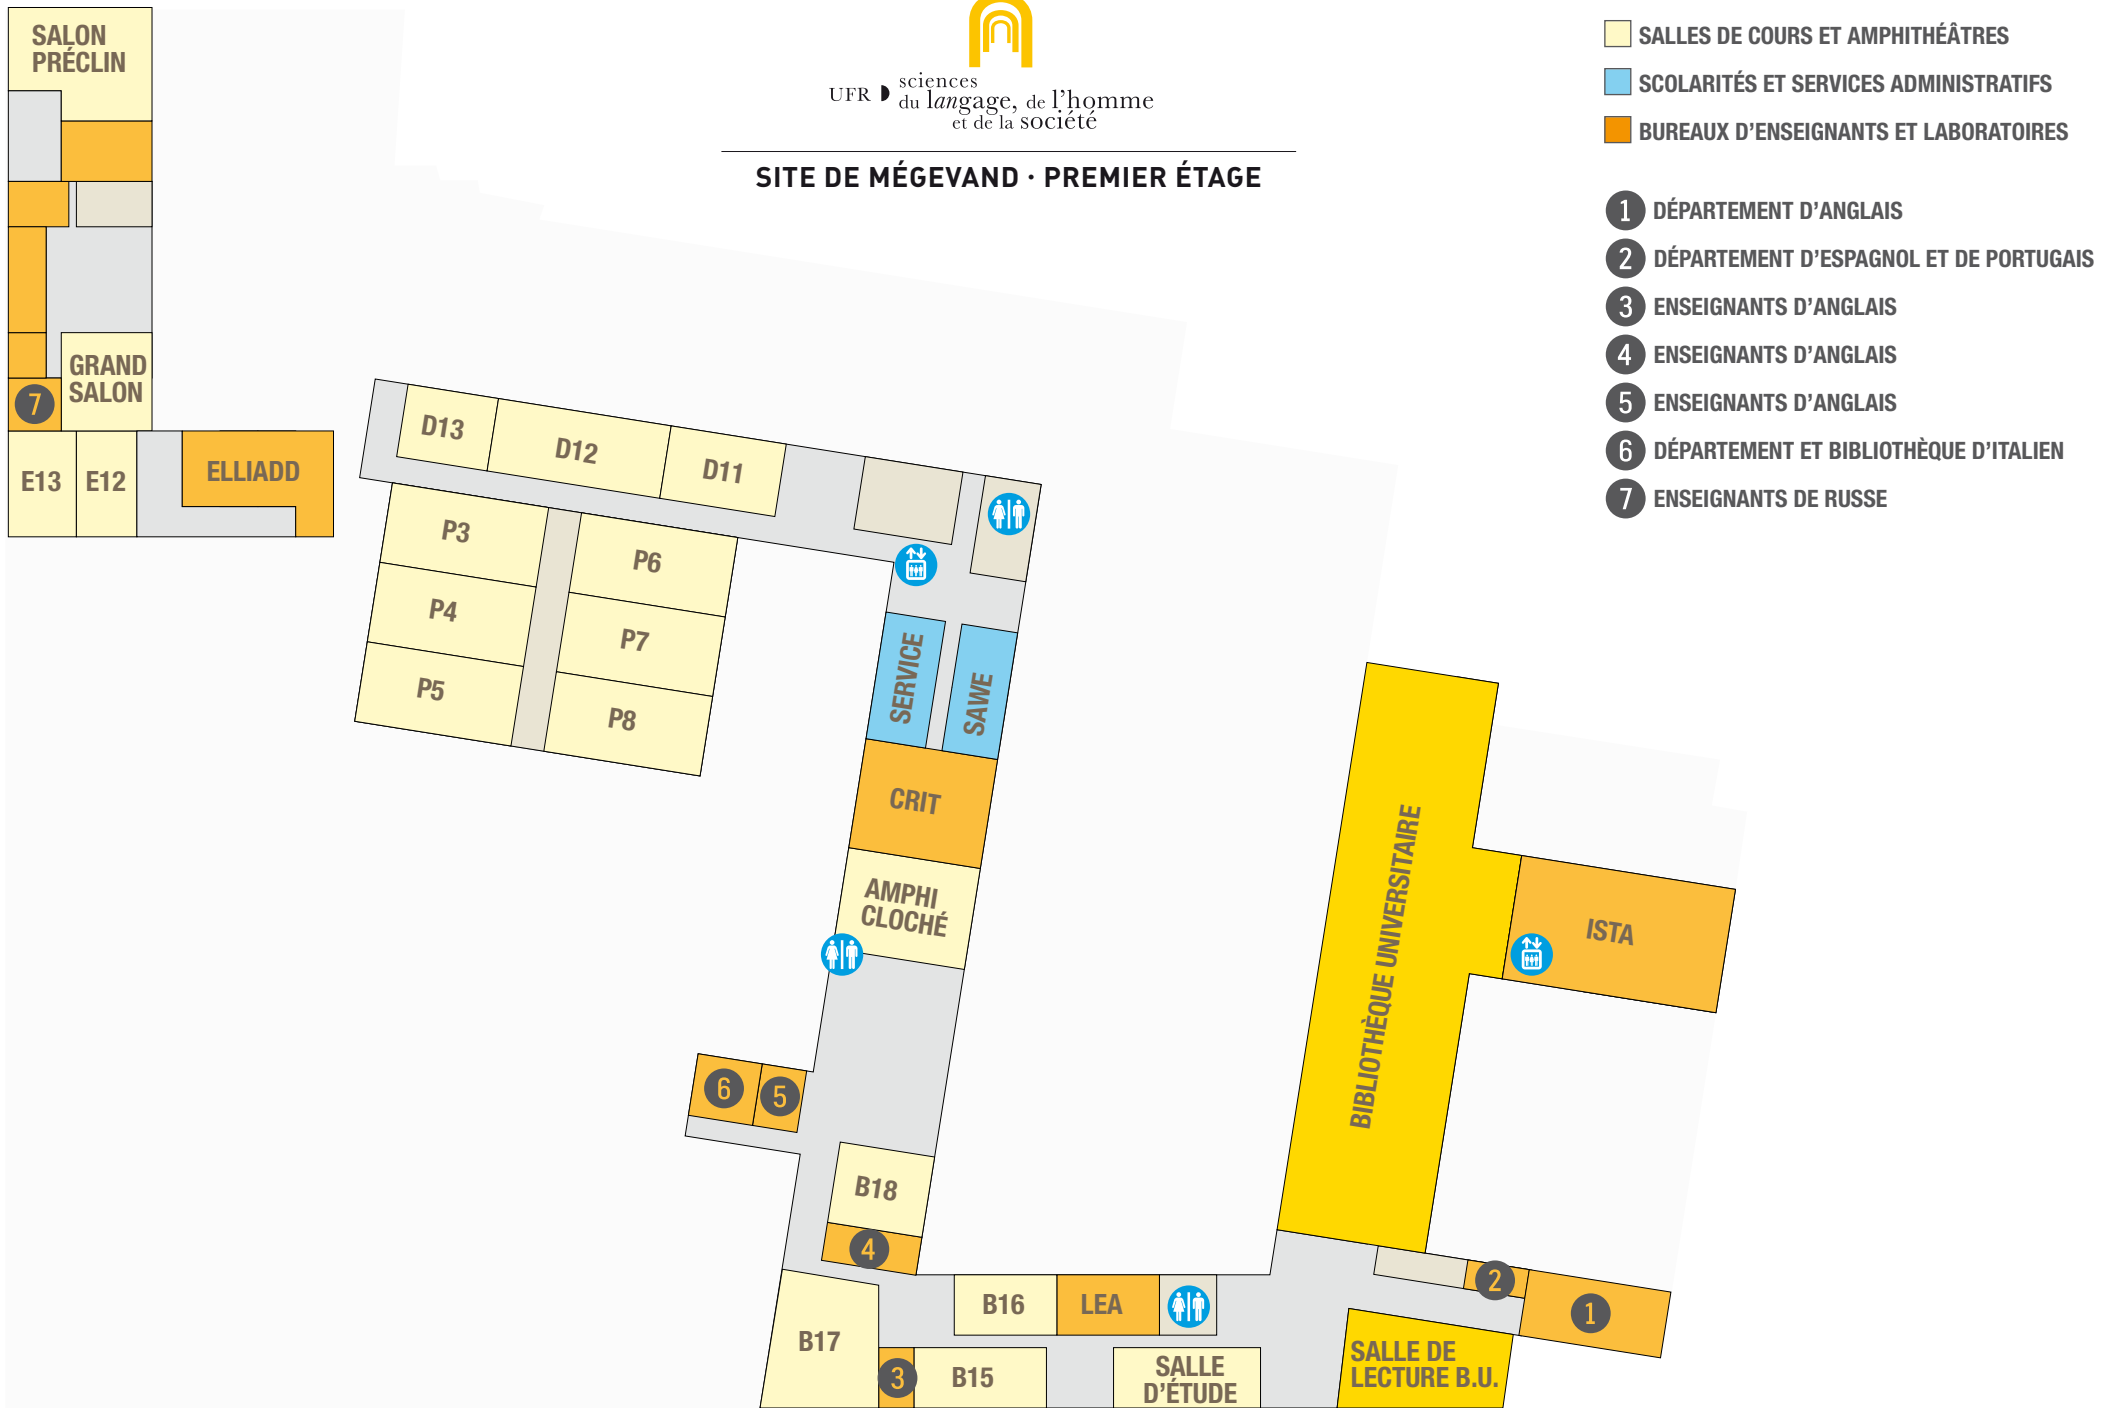 UFR sciences
du langage, de l'homme
et de la société
SITE DE MÉGEVAND · PREMIER ÉTAGE
SALLES DE COURS ET AMPHITHÉÂTRES
SCOLARITÉS ET SERVICES ADMINISTRATIFS
BUREAUX D'ENSEIGNANTS ET LABORATOIRES
1 DÉPARTEMENT D'ANGLAIS
2 DÉPARTEMENT D'ESPAGNOL ET DE PORTUGAIS
3 ENSEIGNANTS D'ANGLAIS
4 ENSEIGNANTS D'ANGLAIS
5 ENSEIGNANTS D'ANGLAIS
6 DÉPARTEMENT ET BIBLIOTHÈQUE D'ITALIEN
7 ENSEIGNANTS DE RUSSE
SALON
PRÉCLIN
GRAND
SALON
7
E13
E12
ELLIADD
D13
D12
D11
P3
P6
P4
P7
P5
P8
SERVICE
SAWE
CRIT
AMPHI
CLOCHÉ
BIBLIOTHÈQUE UNIVERSITAIRE
ISTA
6
5
B18
4
B17
B16
LEA
2
1
3
B15
SALLE
D'ÉTUDE
SALLE DE
LECTURE B.U.